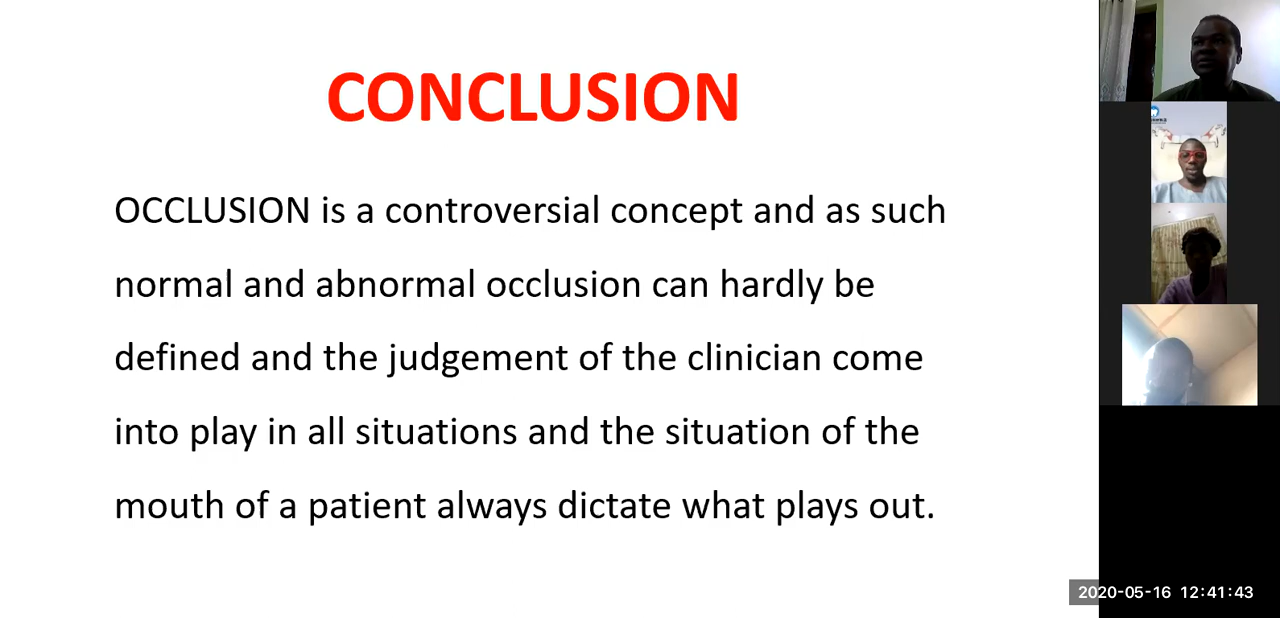 CONCLUSION
OCCLUSION is a controversial concept and as such
normal and abnormal occlusion can hardly be
defined and the judgement of the clinician come
into play in all situations and the situation of the
mouth of a patient always dictate what plays out.
2020-05-16 12:41:43